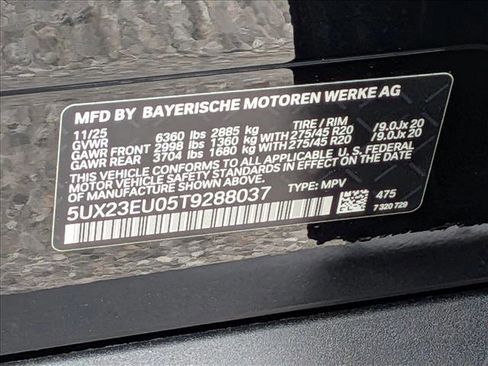 MFD BY BAYERISCHE MOTOREN WERKE AG
11/25 TIRE / RIM
GVWR 6360 lbs 2885 kg
GAWR FRONT 2998 lbs 1360 kg WITH 275/45 R20 /9.0Jx 20
GAWR REAR 3704 lbs 1680 kg WITH 275/45 R20 /9.0Jx 20
THIS VEHICLE CONFORMS TO ALL APPLICABLE U.S. FEDERAL
MOTOR VEHICLE SAFETY STANDARDS IN EFFECT ON THE DATE
OF MANUFACTURE SHOWN ABOVE.
5UX23EU05T9288037 TYPE: MPV
475
7 320 729